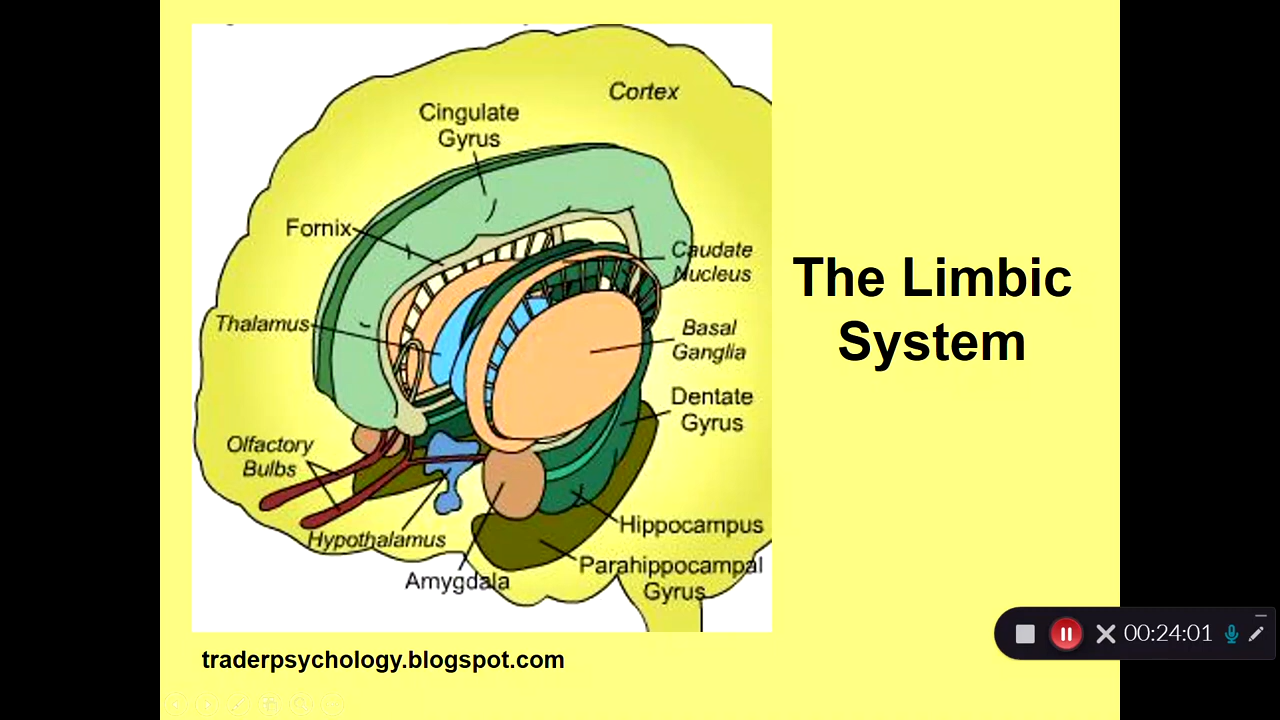 Cortex
Cingulate
Gyrus
Fornix
Caudate
Nucleus
Thalamus
Basal
Ganglia
Dentate
Gyrus
Olfactory
Bulbs
Hypothalamus
Hippocampus
Amygdala
Parahippocampal
Gyrus
The Limbic
System
00:24:01
traderpsychology.blogspot.com